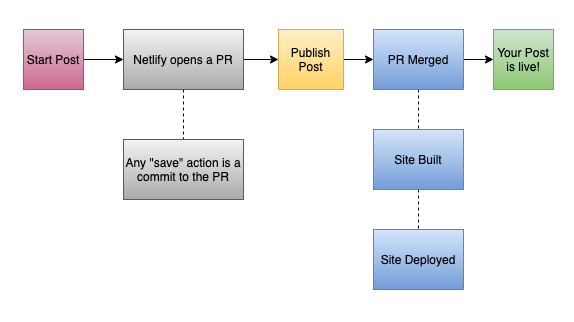 Start Post
Netlify opens a PR
Publish
Post
PR Merged
Your Post
is live!
Any "save" action is a
commit to the PR
Site Built
Site Deployed